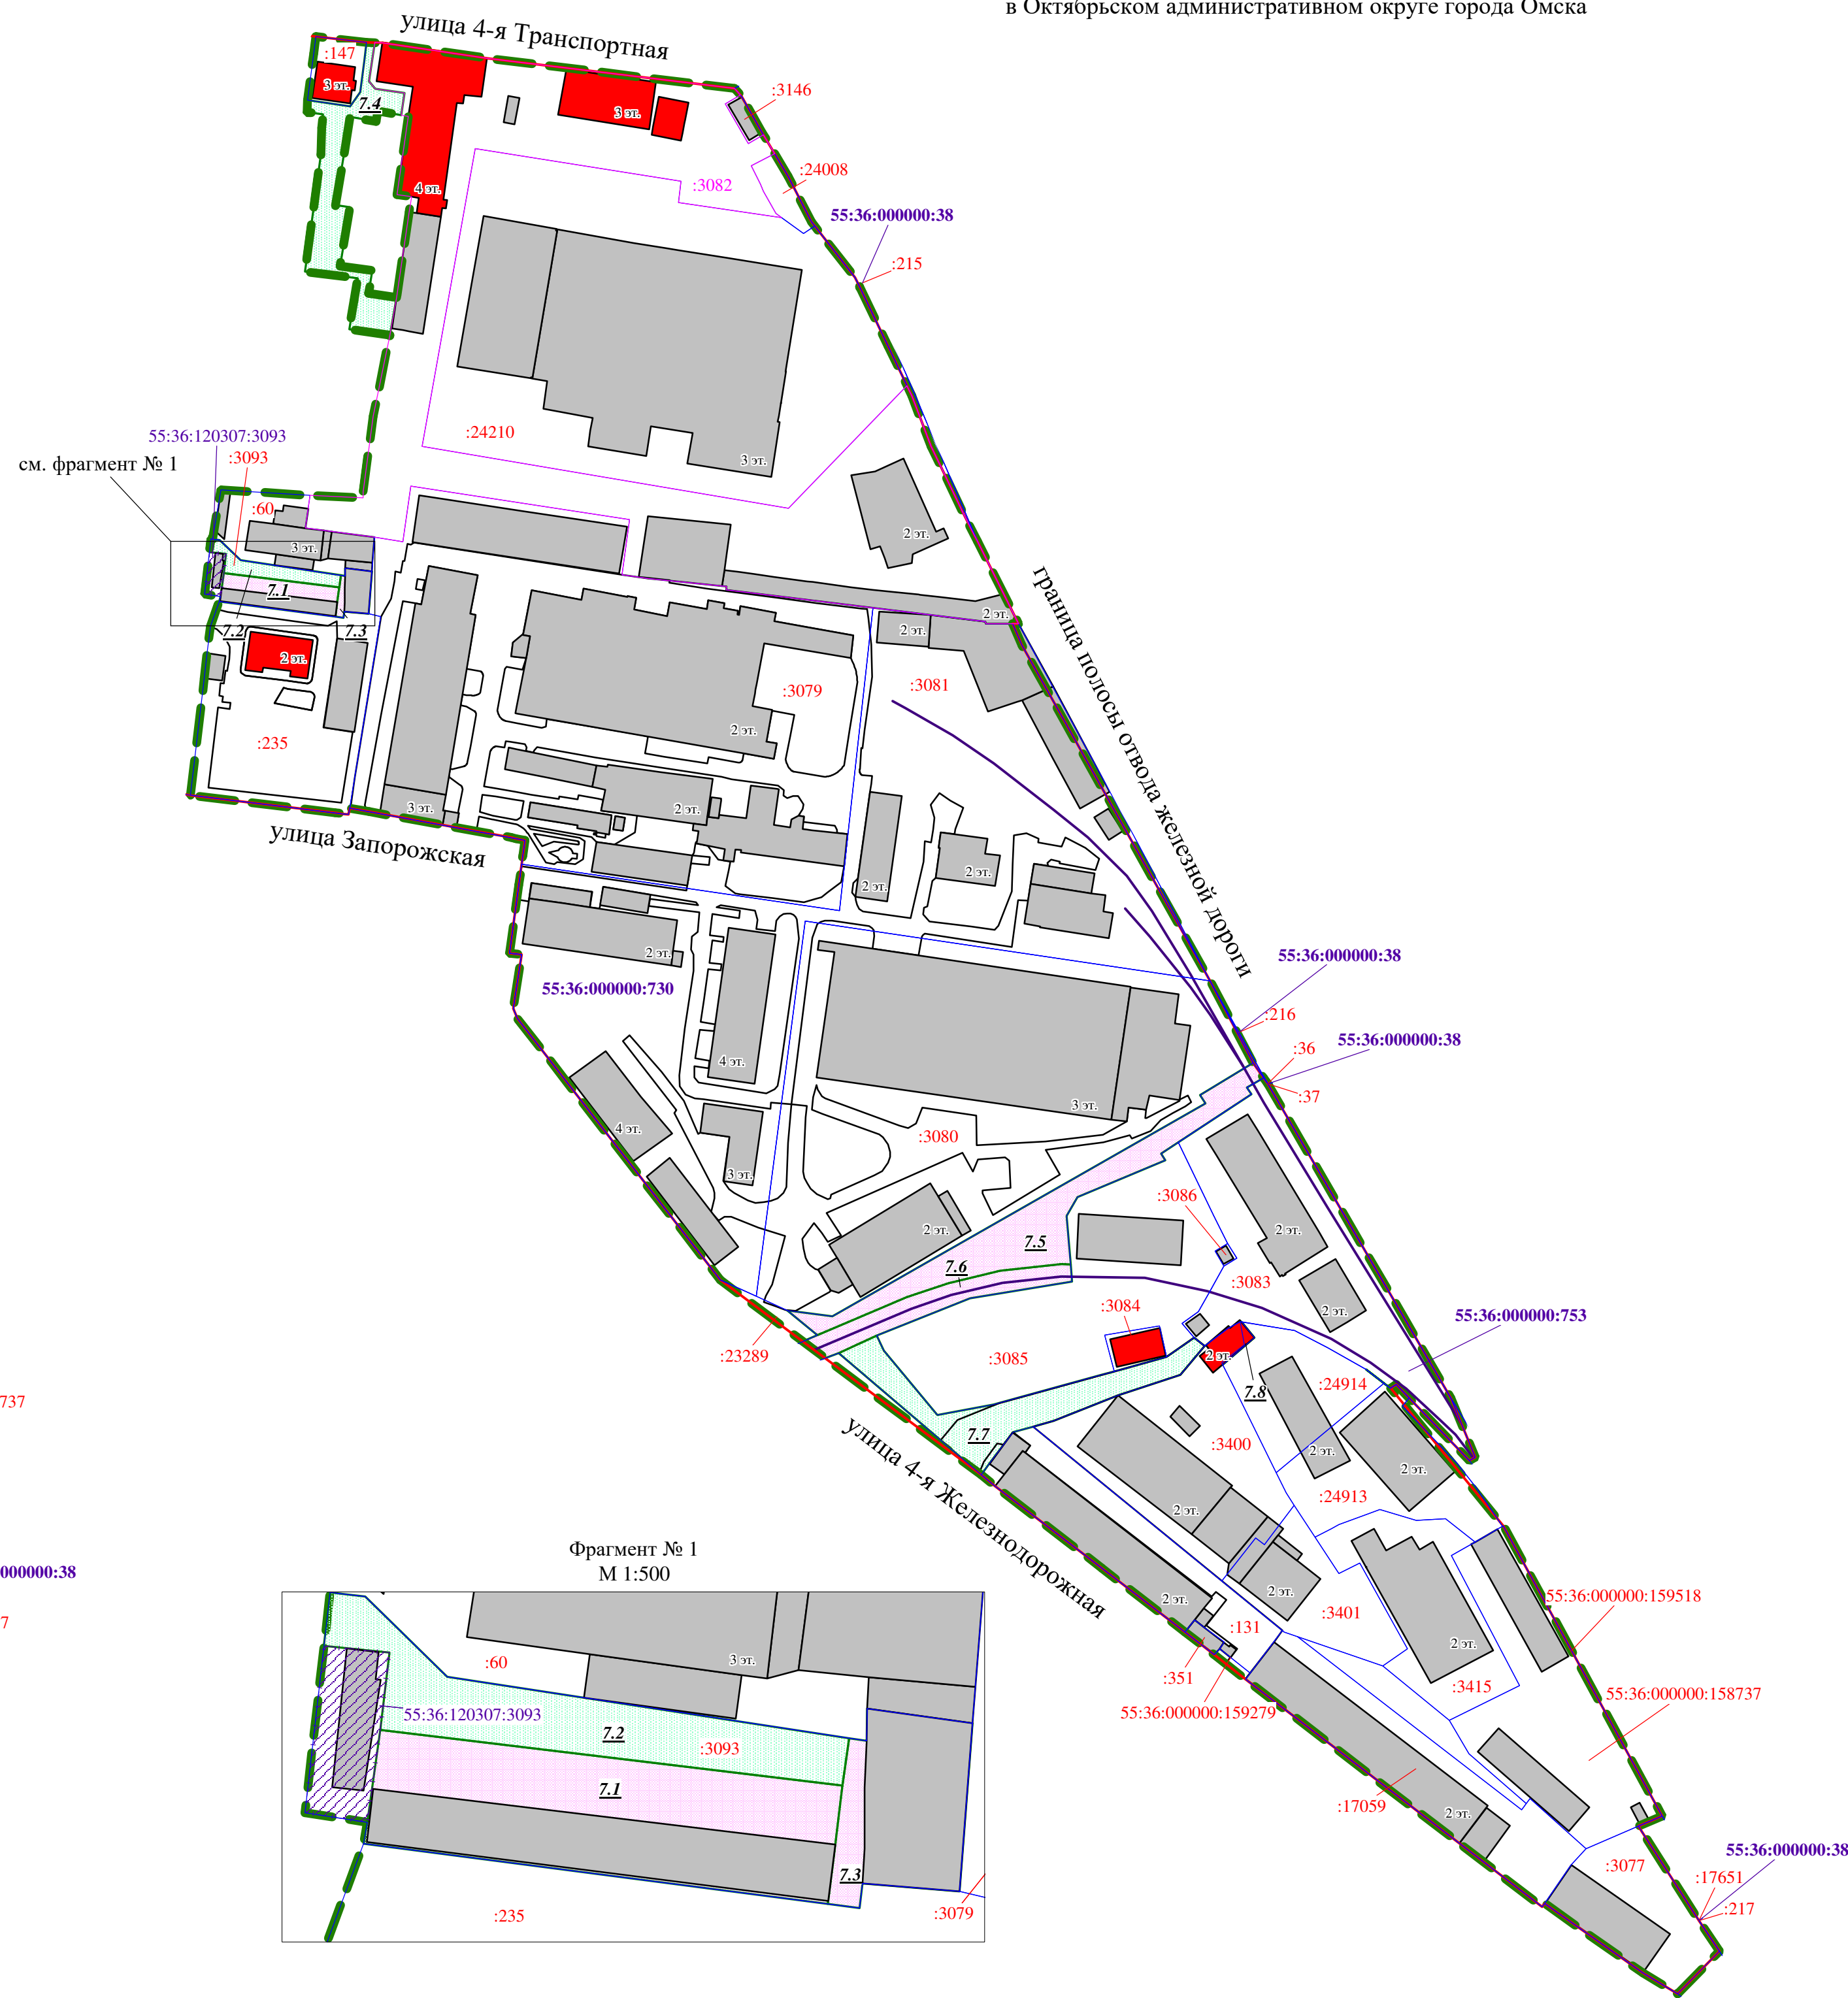 в Октябрьском административном округе города Омска
улица 4-я Транспортная
:147
3 эт.
7.4
3 эт.
:3146
:24008
4 эт.
:3082
55:36:000000:38
:215
55:36:120307:3093
:3093
см. фрагмент № 1
:24210
3 эт.
:60
3 эт.
2 эт.
7.1
7.2
7.3
2 эт.
2 эт.
2 эт.
граница полосы отвода железной дороги
:3079
:3081
2 эт.
:235
3 эт.
2 эт.
улица Запорожская
2 эт.
2 эт.
2 эт.
55:36:000000:730
55:36:000000:38
:216
:36
55:36:000000:38
:37
4 эт.
3 эт.
4 эт.
:3080
3 эт.
:3086
2 эт.
2 эт.
7.5
7.6
:3083
:3084
2 эт.
55:36:000000:753
:23289
:3085
2 эт.
7.8
:24914
737
улица 4-я Железнодорожная
7.7
:3400
2 эт.
2 эт.
:24913
2 эт.
000000:38
7
Фрагмент № 1
М 1:500
2 эт.
2 эт.
:131
:3401
2 эт.
55:36:000000:159518
:351
55:36:000000:159279
:3415
55:36:000000:158737
:60
3 эт.
55:36:120307:3093
7.2
:3093
7.1
7.3
:235
:3079
:17059
2 эт.
55:36:000000:38
:3077
:17651
:217